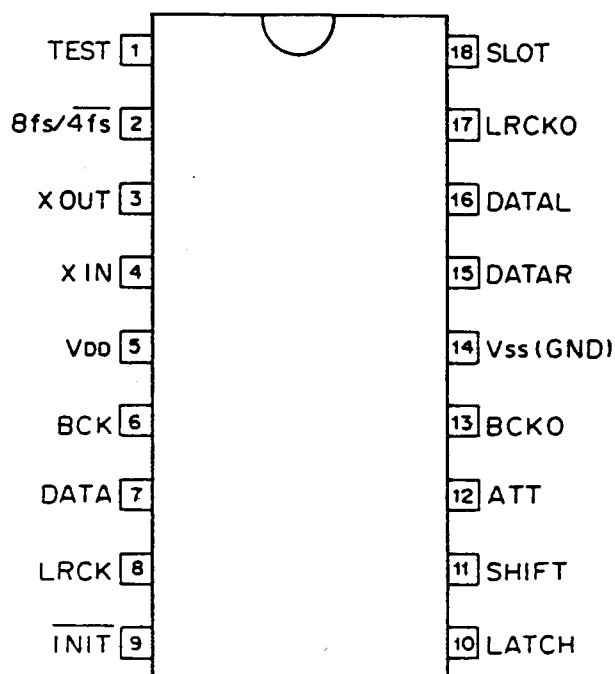 TEST 1 18 SLOT
8fs/4fs 2 17 LRCKO
XOUT 3 16 DATAL
XIN 4 15 DATAR
VDD 5 14 Vss(GND)
BCK 6 13 BCKO
DATA 7 12 ATT
LRCK 8 11 SHIFT
INIT 9 10 LATCH